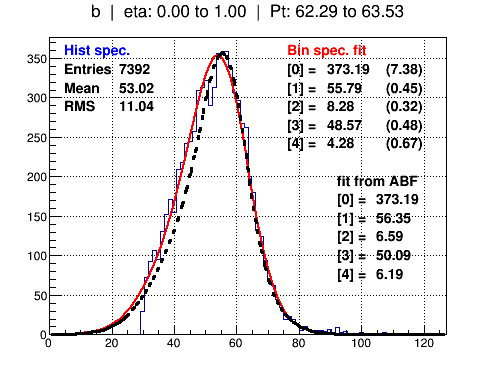 b | eta: 0.00 to 1.00 | Pt: 62.29 to 63.53
Hist spec.
Entries 7392
Mean 53.02
RMS 11.04
Bin spec. fit
[0] = 373.19 (7.38)
[1] = 55.79 (0.45)
[2] = 8.28 (0.32)
[3] = 48.57 (0.48)
[4] = 4.28 (0.67)
fit from ABF
[0] = 373.19
[1] = 56.35
[2] = 6.59
[3] = 50.09
[4] = 6.19
350
300
250
200
150
100
50
0
0 20 40 60 80 100 120